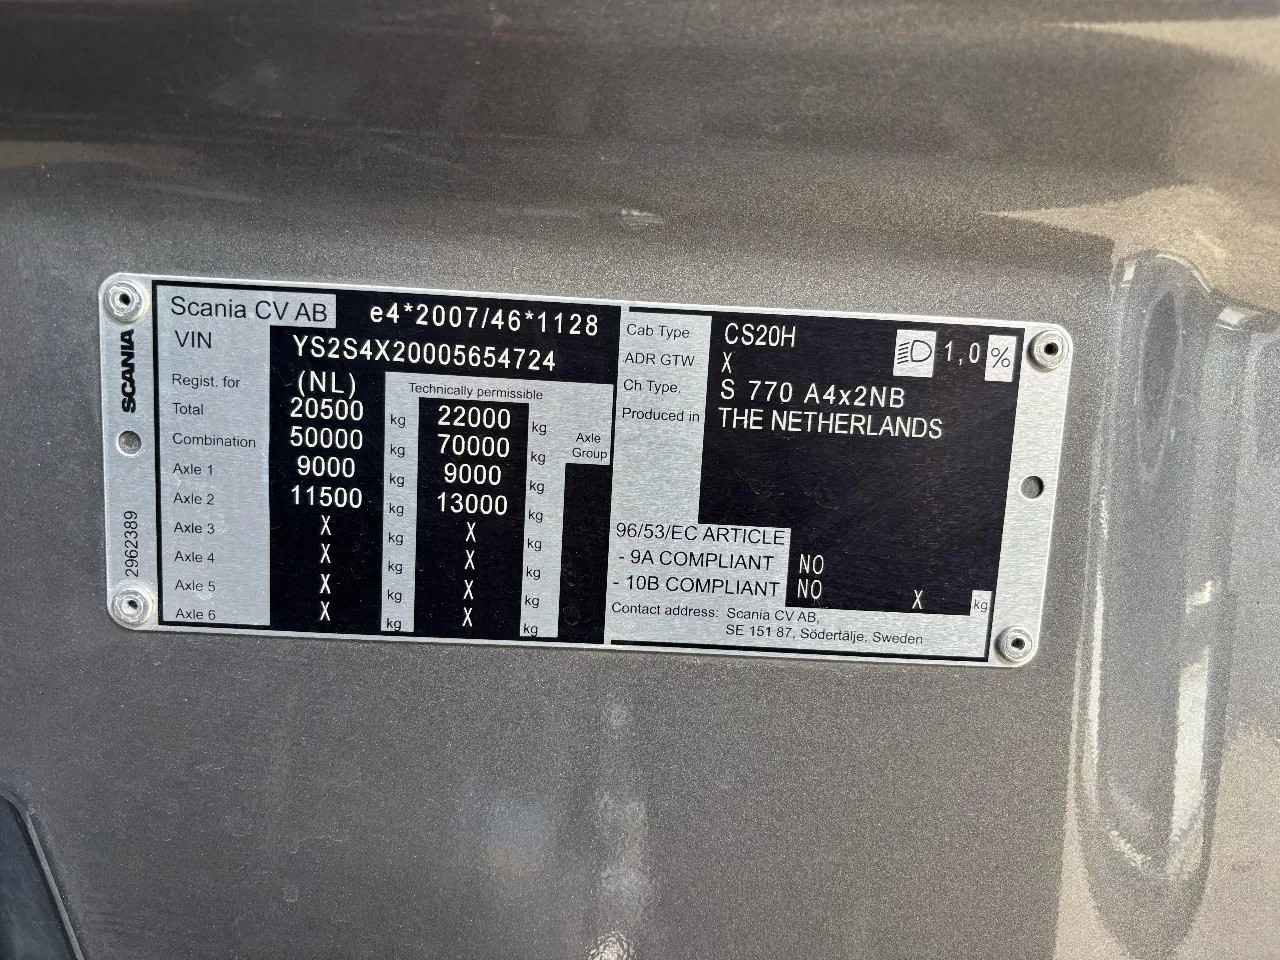 Scania CV AB e4*2007/46*1128
VIN YS2S4X20005654724
Regist. for (NL) Technically permissible
Total 20500 kg 22000 kg
Combination 50000 kg 70000 kg Axle Group
Axle 1 9000 kg 9000 kg
Axle 2 11500 kg 13000 kg
Axle 3 X kg X kg
Axle 4 X kg X kg
Axle 5 X kg X kg
Axle 6 X kg X kg
SCANIA
2962389
Cab Type CS20H 1,0 %
ADR GTW X
Ch Type. S 770 A4x2NB
Produced in THE NETHERLANDS
96/53/EC ARTICLE
- 9A COMPLIANT NO
- 10B COMPLIANT NO X kg
Contact address: Scania CV AB,
SE 151 87, Södertälje, Sweden